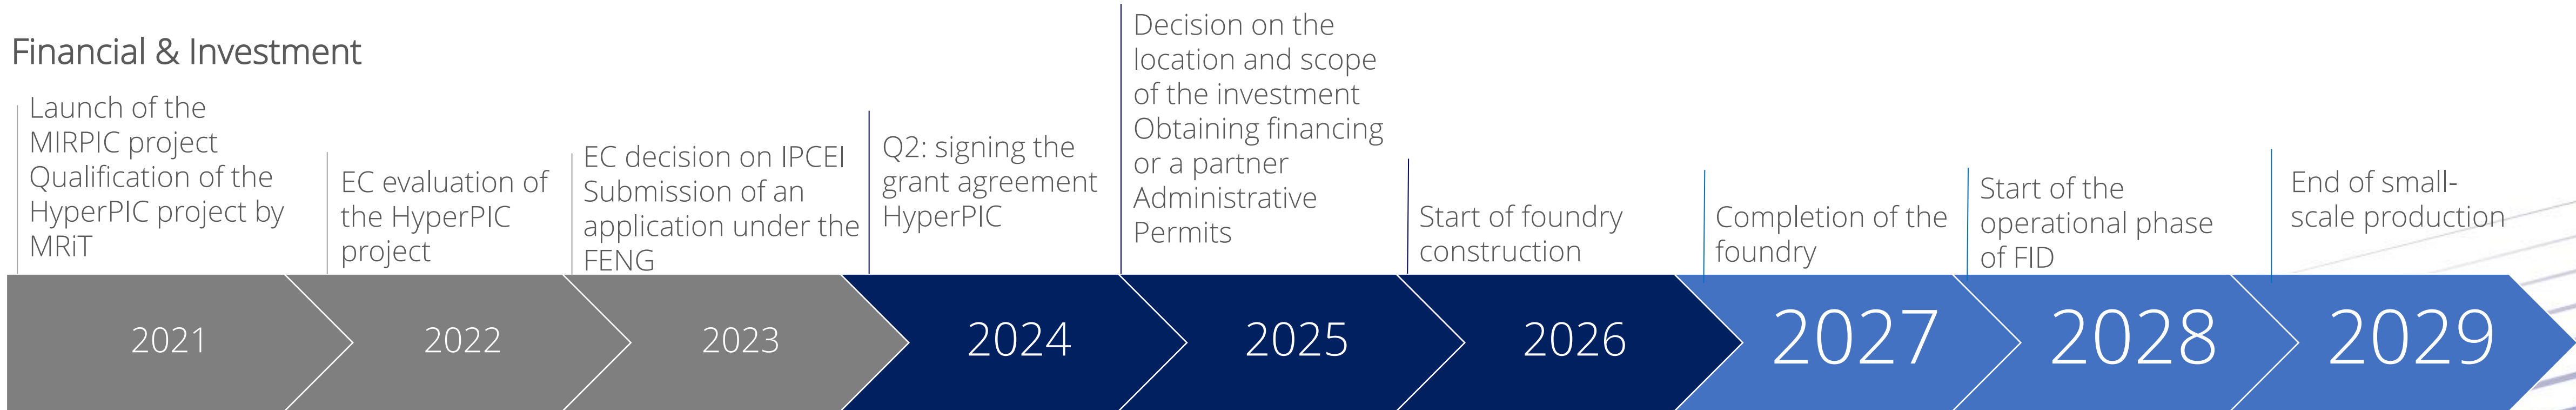 Financial & Investment
Launch of the
MIRPIC project
Qualification of the
HyperPIC project by
MRiT
EC evaluation of
the HyperPIC
project
EC decision on IPCEI
Submission of an
application under the
FENG
Q2: signing the
grant agreement
HyperPIC
Decision on the
location and scope
of the investment
Obtaining financing
or a partner
Administrative
Permits
Start of foundry
construction
Completion of the
foundry
Start of the
operational phase
of FID
End of small-
scale production
2021
2022
2023
2024
2025
2026
2027
2028
2029